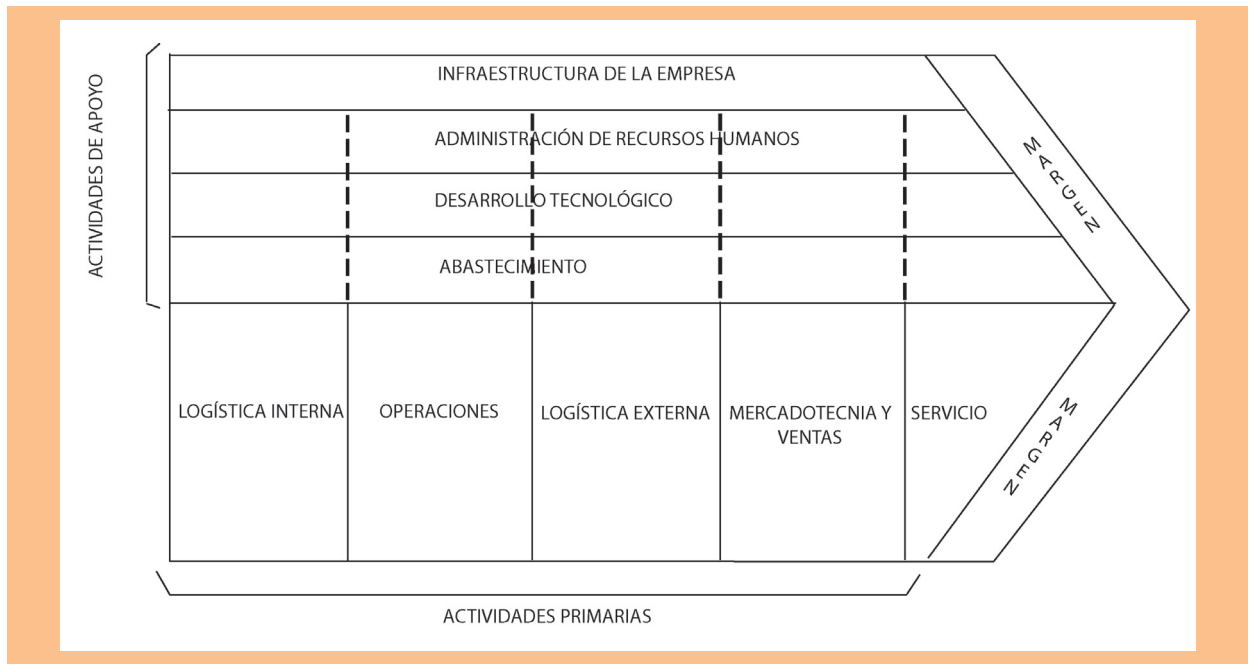 ACTIVIDADES DE APOYO
INFRAESTRUCTURA DE LA EMPRESA
ADMINISTRACIÓN DE RECURSOS HUMANOS
DESARROLLO TECNOLÓGICO
ABASTECIMIENTO
MARGEN
LOGÍSTICA INTERNA
OPERACIONES
LOGÍSTICA EXTERNA
MERCADOTECNIA Y
VENTAS
SERVICIO
MARGEN
ACTIVIDADES PRIMARIAS